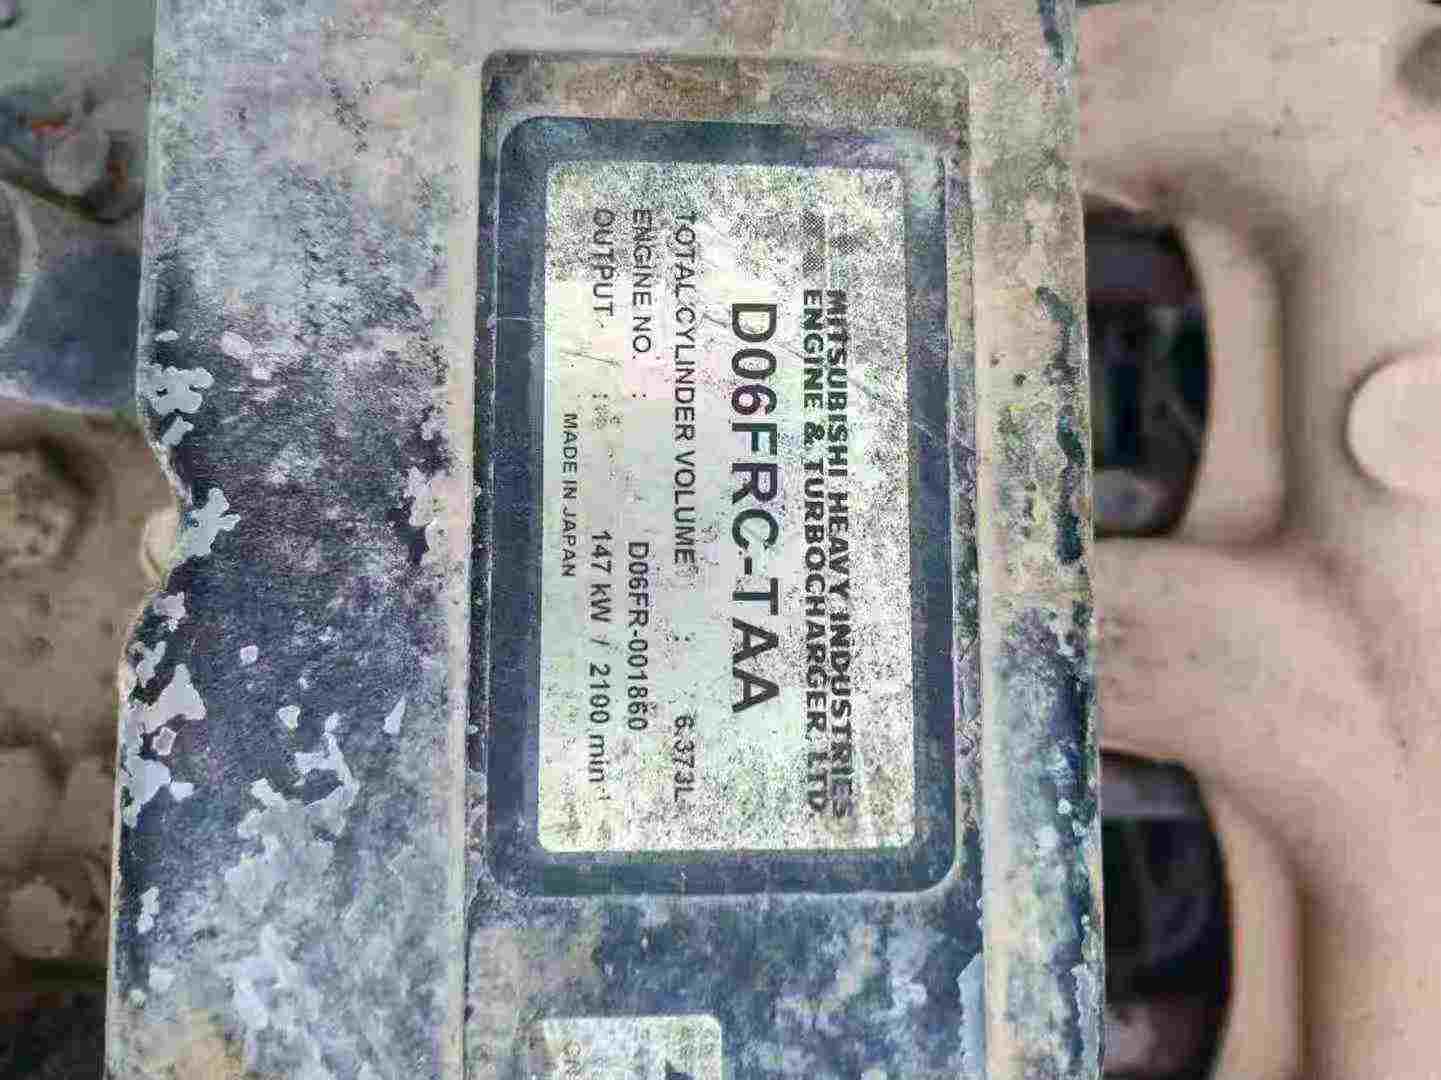 MITSUBISHI HEAVY INDUSTRIES
ENGINE & TURBOCHARGER, LTD.
D06FRC-TAA
TOTAL CYLINDER VOLUME : 6.373L
ENGINE NO. : D06FR-001860
OUTPUT : 147 kW / 2100 min⁻¹
MADE IN JAPAN